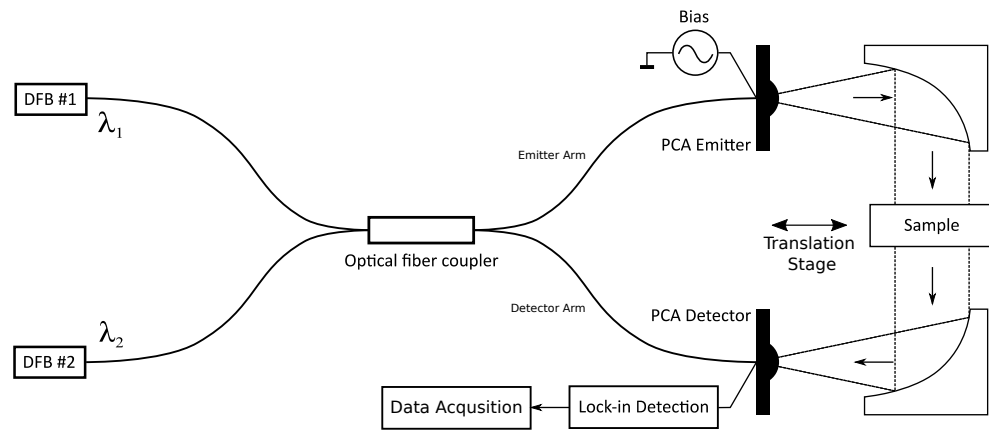 Bias
DFB #1
λ1
PCA Emitter
Emitter Arm
Sample
Translation
Stage
Optical fiber coupler
Detector Arm
PCA Detector
λ2
DFB #2
Data Acqusition
Lock-in Detection